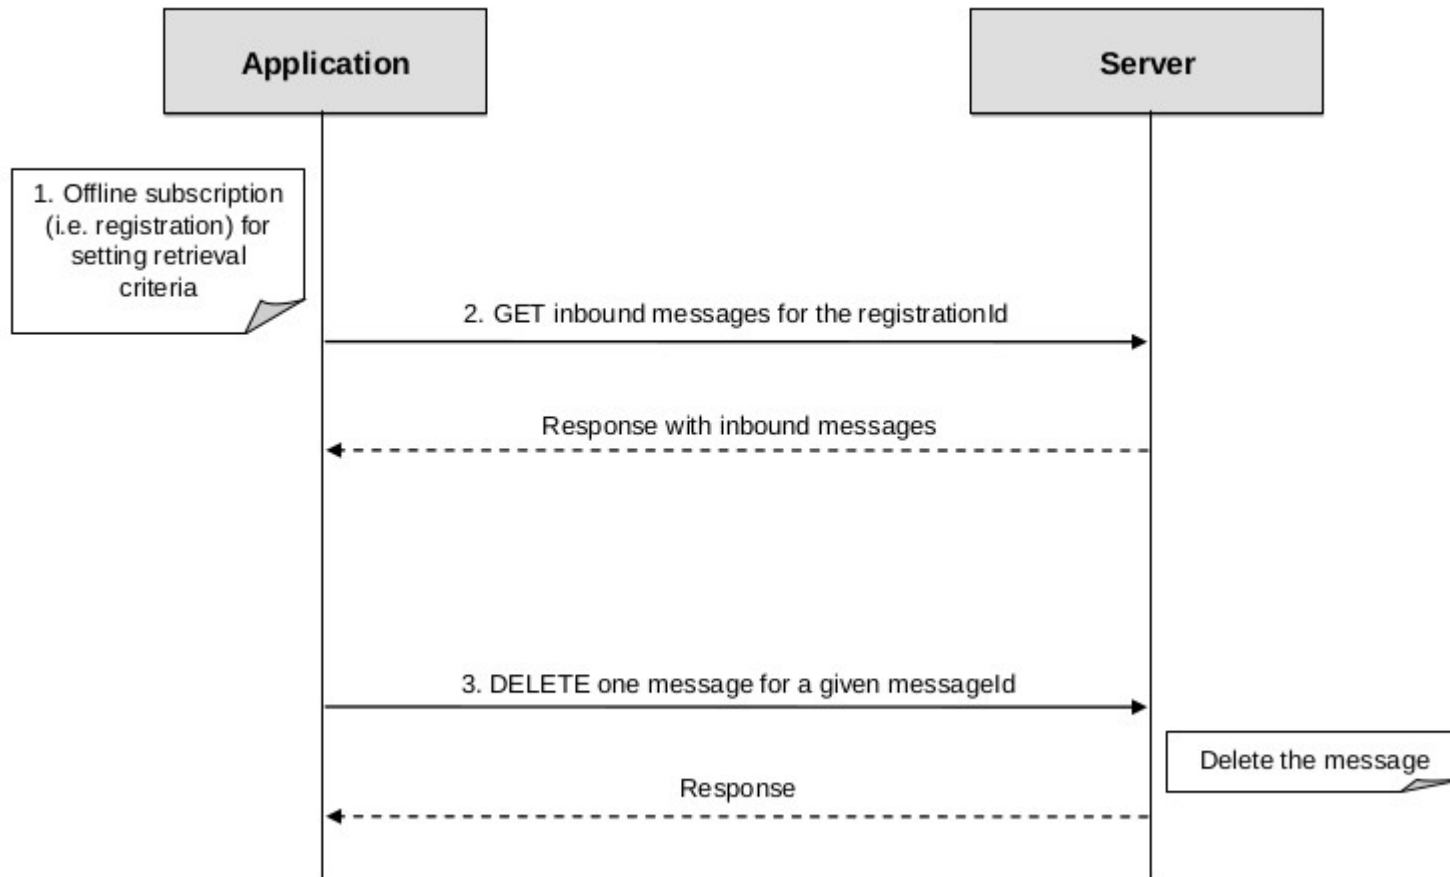 Application
Server
1. Offline subscription
(i.e. registration) for
setting retrieval
criteria
2. GET inbound messages for the registrationId
Response with inbound messages
3. DELETE one message for a given messageId
Delete the message
Response